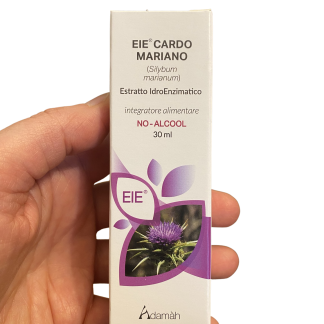 EIE® CARDO
MARIANO
(Silybum
marianum)
Estratto IdroEnzimatico
integratore alimentare
NO-ALCOOL
30 ml
EIE®
Adamàh